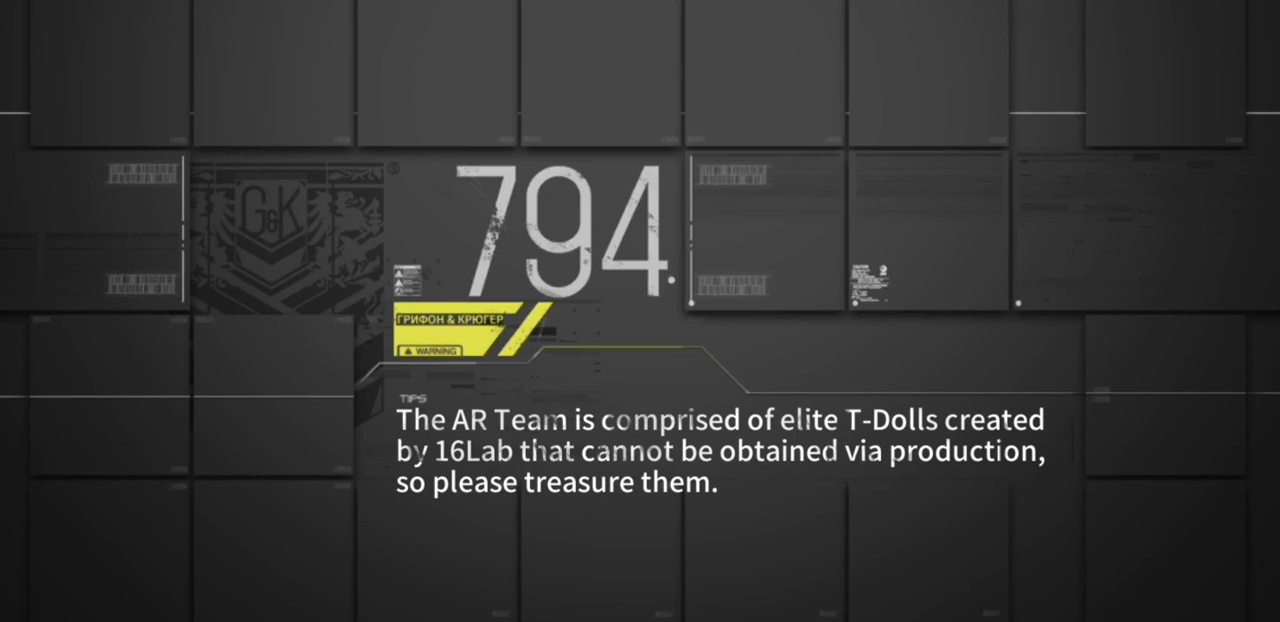 G&K
794.
ГРИФОН & КРЮГЕР
WARNING
TIPS
The AR Team is comprised of elite T-Dolls created
by 16Lab that cannot be obtained via production,
so please treasure them.